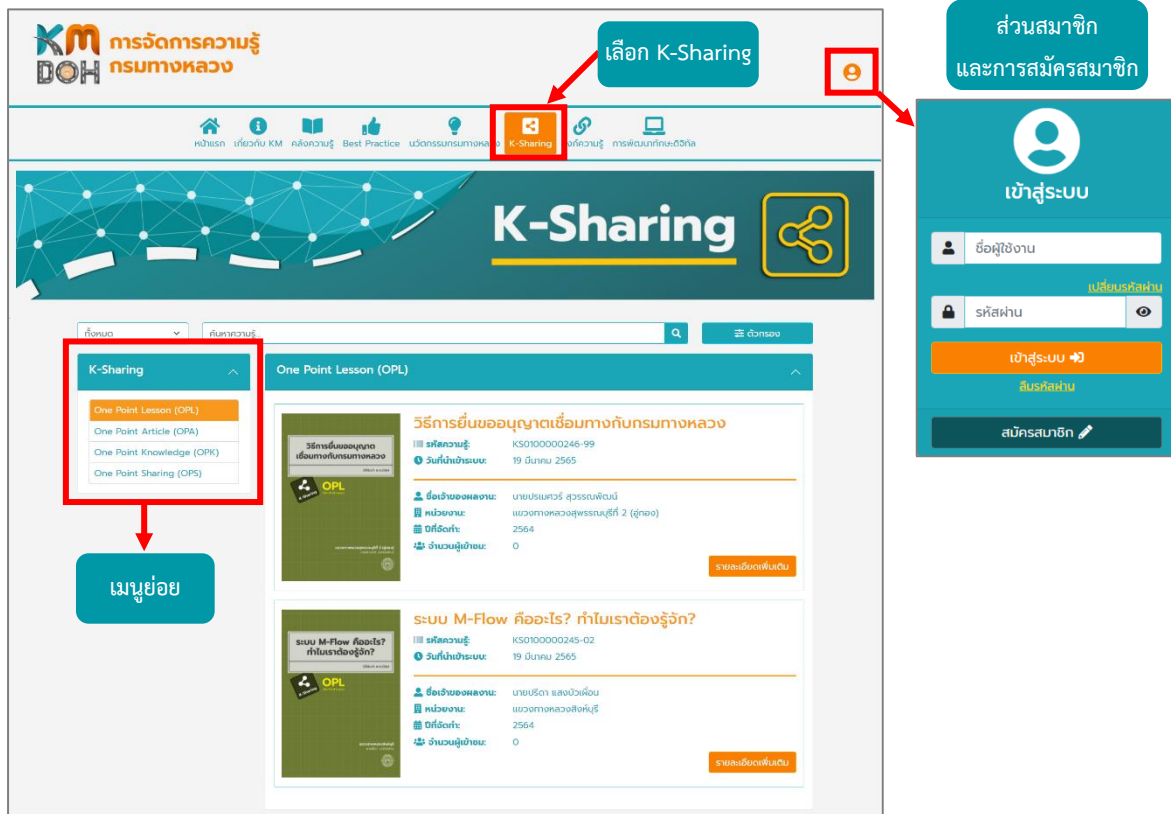 KM DOH
การจัดการความรู้
กรมทางหลวง
เลือก K-Sharing
ส่วนสมาชิก
และการสมัครสมาชิก
หน้าแรก เกี่ยวกับ KM คลังความรู้ Best Practice นวัตกรรมกรมทางหลวง K-Sharing องค์ความรู้ การพัฒนาทักษะดิจิทัล
K-Sharing
เข้าสู่ระบบ
ชื่อผู้ใช้งาน
เปลี่ยนรหัสผ่าน
รหัสผ่าน
เข้าสู่ระบบ
ลืมรหัสผ่าน
สมัครสมาชิก
ทั้งหมด ค้นหาความรู้... ตัวกรอง
K-Sharing
One Point Lesson (OPL)
One Point Article (OPA)
One Point Knowledge (OPK)
One Point Sharing (OPS)
เมนูย่อย
One Point Lesson (OPL)
วิธีการยื่นขออนุญาต
เชื่อมทางกับกรมทางหลวง
K-Sharing OPL
วิธีการยื่นขออนุญาตเชื่อมทางกับกรมทางหลวง
รหัสความรู้: KS0100000246-99
วันที่นำเข้าระบบ: 19 มีนาคม 2565
ชื่อเจ้าของผลงาน: นายปรเมศวร์ สุวรรณพัฒน์
หน่วยงาน: แขวงทางหลวงสุพรรณบุรีที่ 2 (อู่ทอง)
ปีที่จัดทำ: 2564
จำนวนผู้เข้าชม: 0
รายละเอียดเพิ่มเติม
ระบบ M-Flow คืออะไร?
ทำไมเราต้องรู้จัก?
K-Sharing OPL
ระบบ M-Flow คืออะไร? ทำไมเราต้องรู้จัก?
รหัสความรู้: KS0100000245-02
วันที่นำเข้าระบบ: 19 มีนาคม 2565
ชื่อเจ้าของผลงาน: นายปรีดา แสงบัวเผื่อน
หน่วยงาน: แขวงทางหลวงสิงห์บุรี
ปีที่จัดทำ: 2564
จำนวนผู้เข้าชม: 0
รายละเอียดเพิ่มเติม